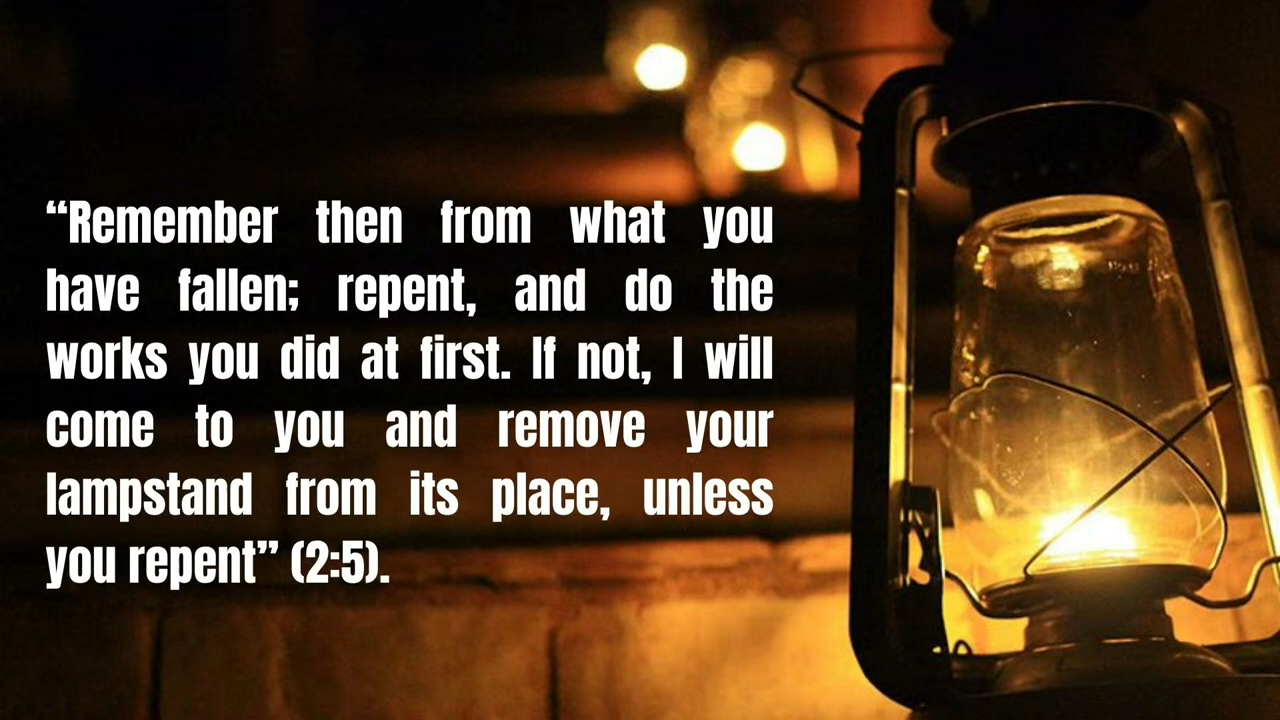 “Remember then from what you
have fallen; repent, and do the
works you did at first. If not, I will
come to you and remove your
lampstand from its place, unless
you repent” (2:5).